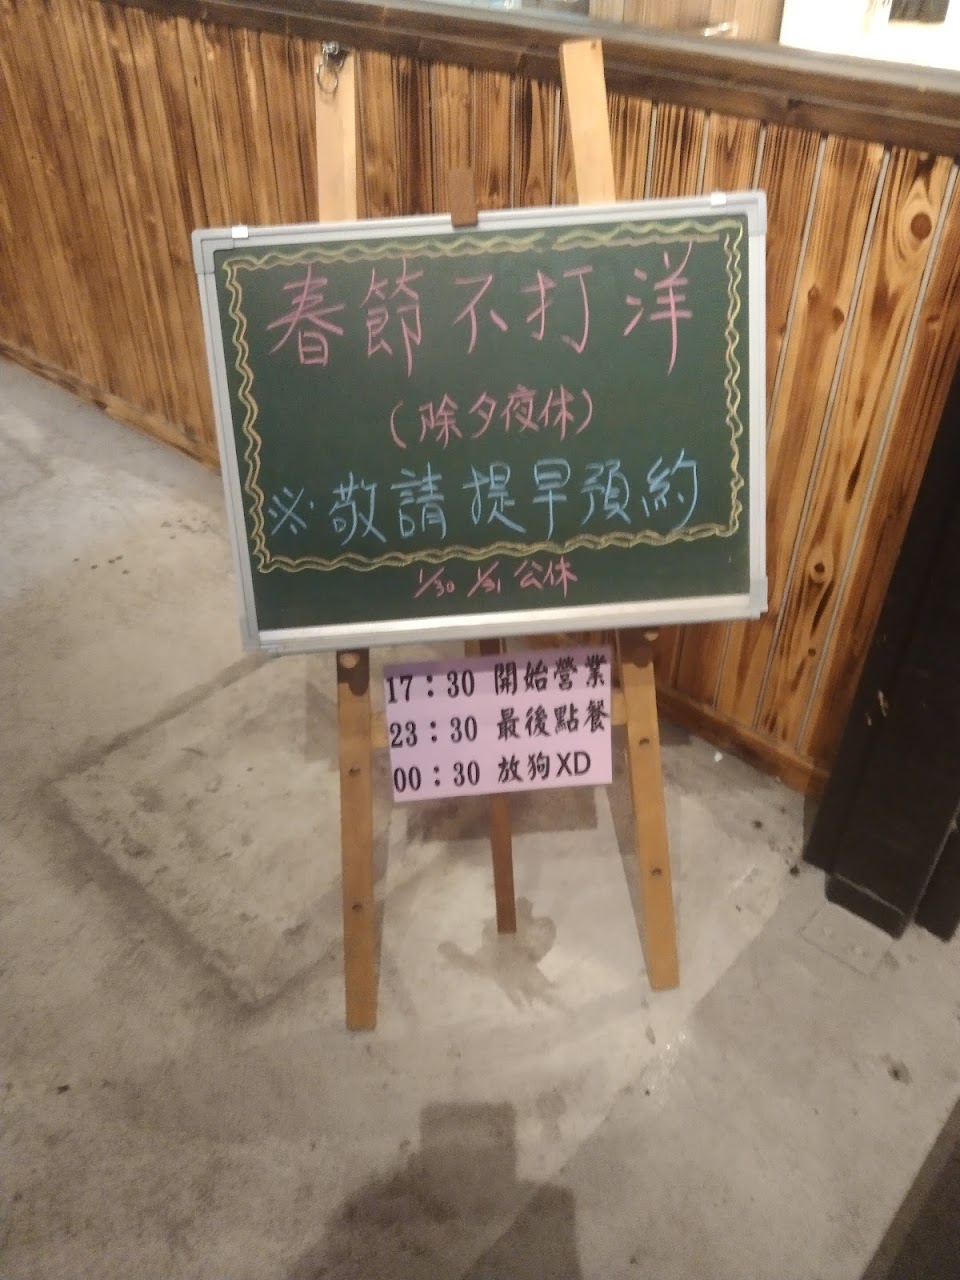 春節不打洋
(除夕夜休)
※敬請提早預約
1/30 1/31 公休
17：30 開始營業
23：30 最後點餐
00：30 放狗XD